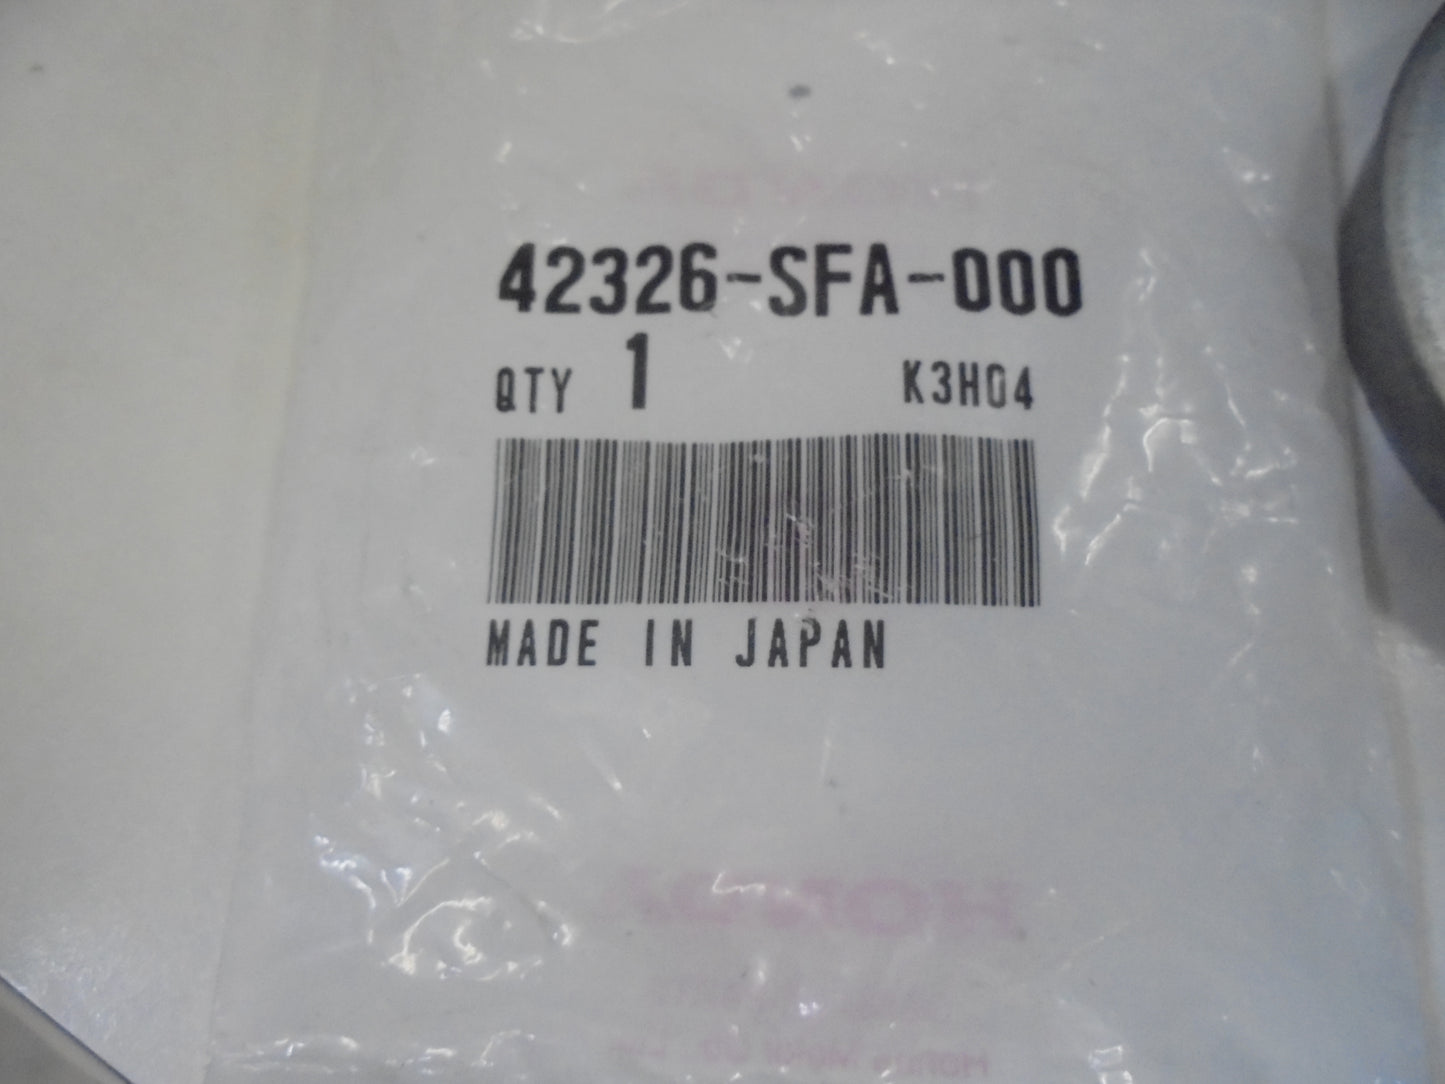 42326-SFA-000
QTY 1 K3H04
MADE IN JAPAN